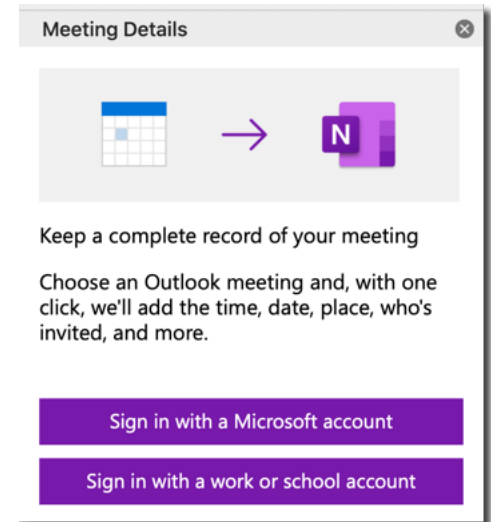 Meeting Details
N
Keep a complete record of your meeting
Choose an Outlook meeting and, with one
click, we'll add the time, date, place, who's
invited, and more.
Sign in with a Microsoft account
Sign in with a work or school account